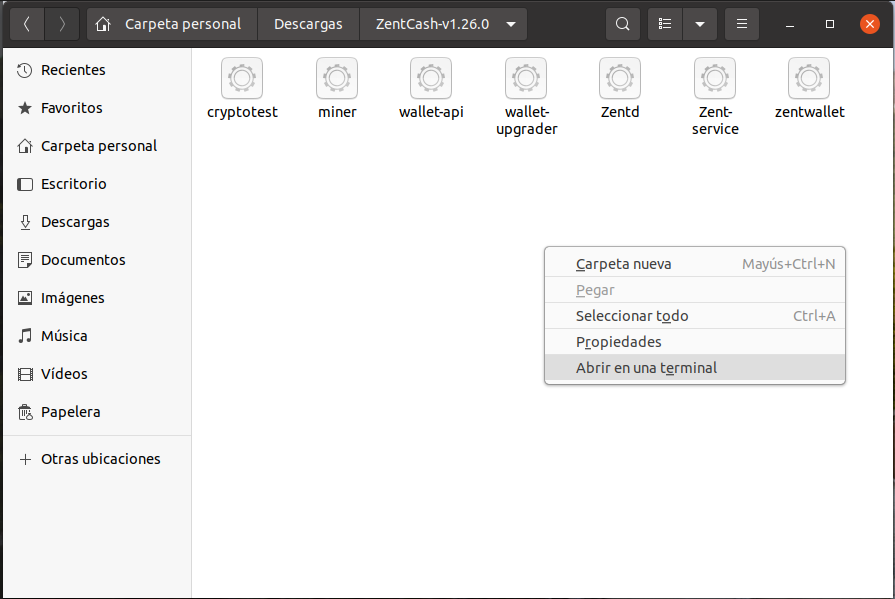 Carpeta personal Descargas ZentCash-v1.26.0
Recientes
Favoritos
Carpeta personal
Escritorio
Descargas
Documentos
Imágenes
Música
Vídeos
Papelera
Otras ubicaciones
cryptotest miner wallet-api wallet- Zentd Zent- zentwallet
upgrader service
Carpeta nueva Mayús+Ctrl+N
Pegar
Seleccionar todo Ctrl+A
Propiedades
Abrir en una terminal